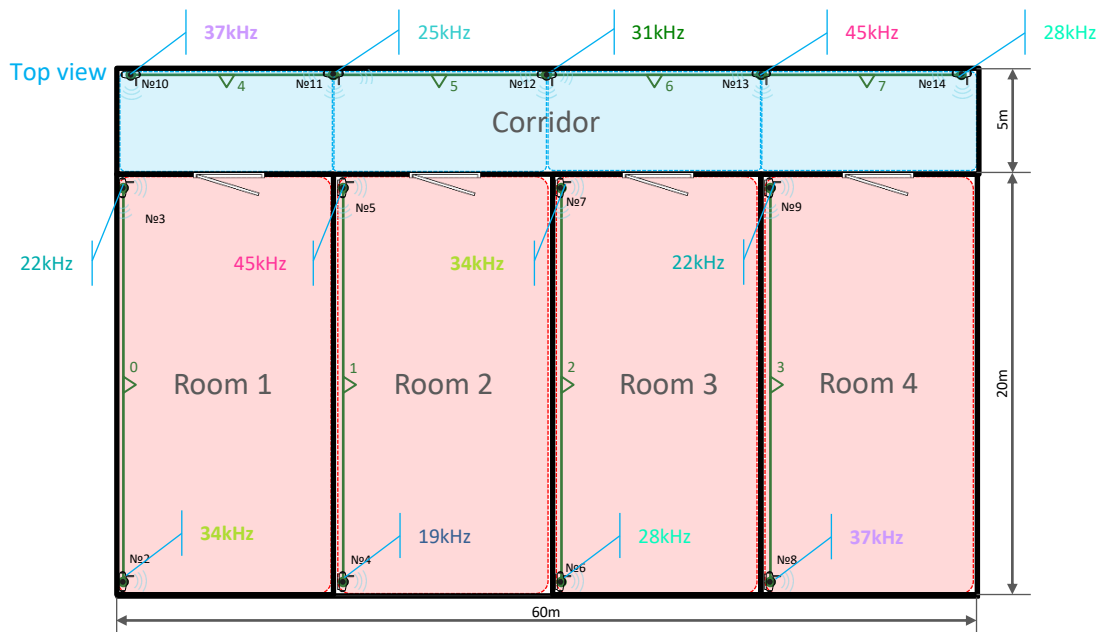 37kHz
25kHz
31kHz
45kHz
28kHz
Top view
№10
4
№11
5
№12
6
№13
7
№14
Corridor
5m
№3
№5
№7
№9
22kHz
45kHz
34kHz
22kHz
0
Room 1
1
Room 2
2
Room 3
3
Room 4
20m
34kHz
19kHz
28kHz
37kHz
№2
№4
№6
№8
60m